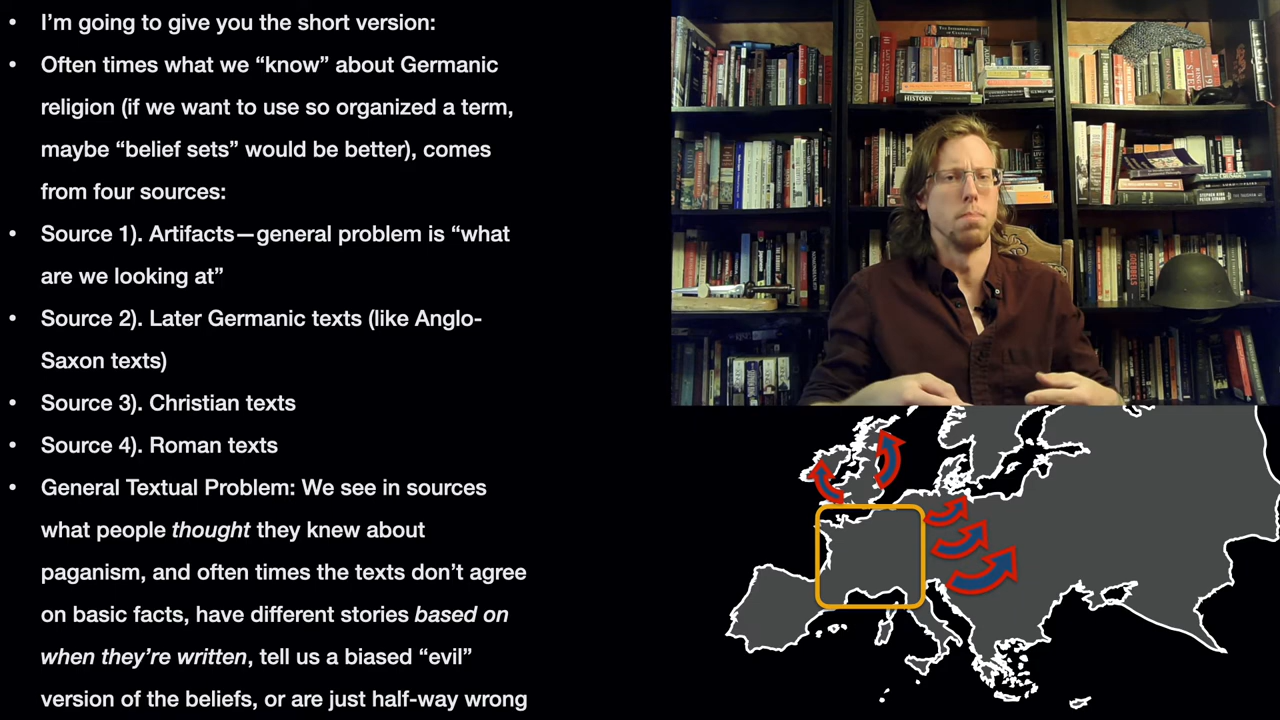 • I'm going to give you the short version:
• Often times what we “know” about Germanic
religion (if we want to use so organized a term,
maybe “belief sets” would be better), comes
from four sources:
• Source 1). Artifacts—general problem is “what
are we looking at”
• Source 2). Later Germanic texts (like Anglo-
Saxon texts)
• Source 3). Christian texts
• Source 4). Roman texts
• General Textual Problem: We see in sources
what people thought they knew about
paganism, and often times the texts don’t agree
on basic facts, have different stories based on
when they’re written, tell us a biased “evil”
version of the beliefs, or are just half-way wrong
HISTORY